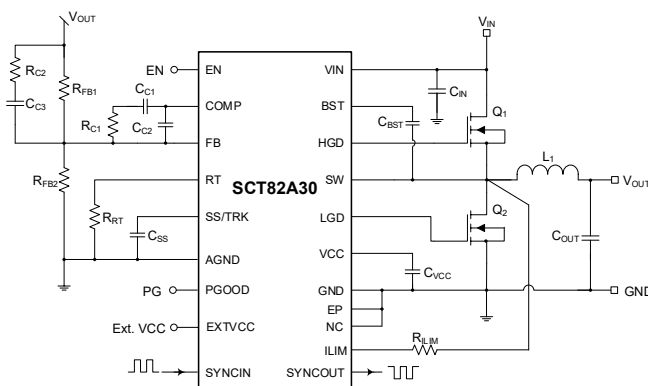 VOUT
VIN
RC2
RFB1
CC3
EN
EN
VIN
CIN
CC1
COMP
BST
Q1
RC1
CC2
CBST
FB
HGD
L1
RFB2
RT
SCT82A30
SW
VOUT
RRT
SS/TRK
LGD
Q2
CSS
COUT
VCC
CVCC
AGND
PG
PGOOD
GND
GND
EP
Ext. VCC
EXTVCC
NC
RILIM
ILIM
SYNCIN
SYNCOUT